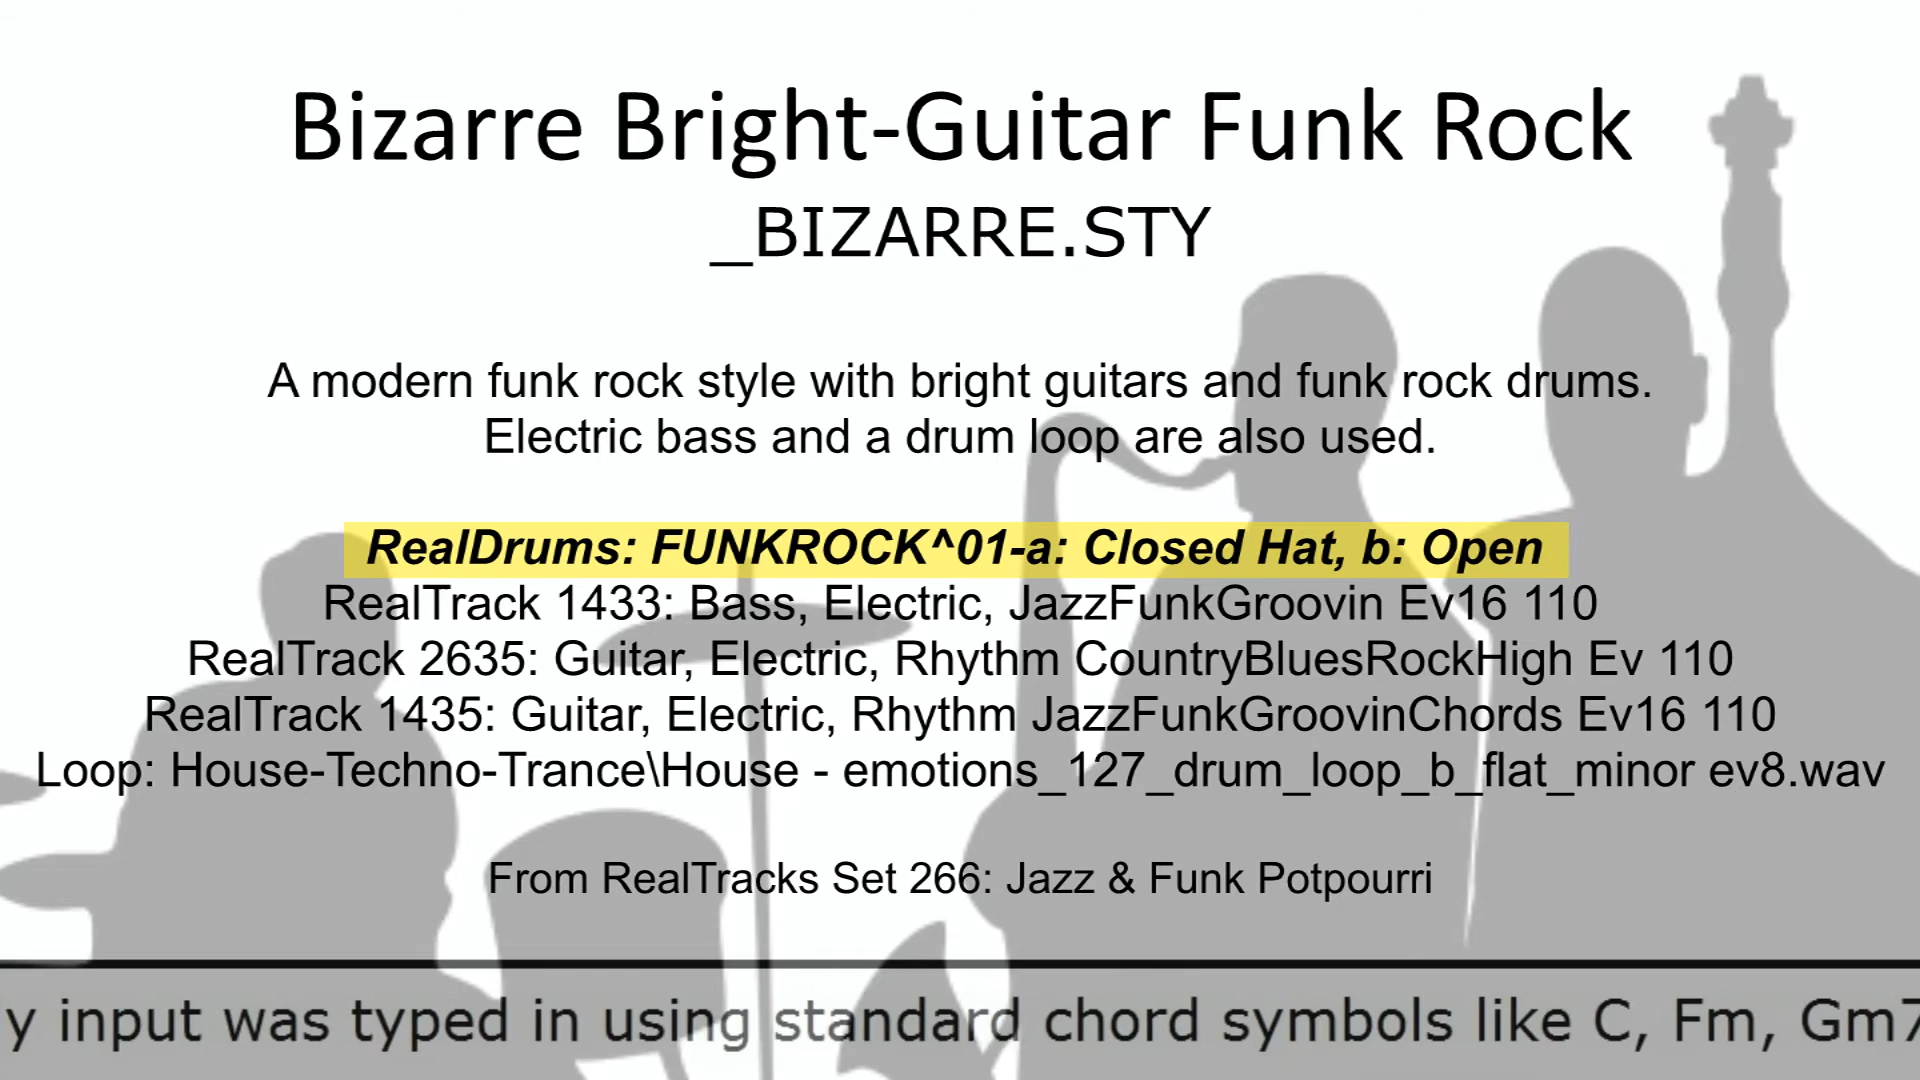 Bizarre Bright-Guitar Funk Rock
_BIZARRE.STY
A modern funk rock style with bright guitars and funk rock drums.
Electric bass and a drum loop are also used.
RealDrums: FUNKROCK^01-a: Closed Hat, b: Open
RealTrack 1433: Bass, Electric, JazzFunkGroovin Ev16 110
RealTrack 2635: Guitar, Electric, Rhythm CountryBluesRockHigh Ev 110
RealTrack 1435: Guitar, Electric, Rhythm JazzFunkGroovinChords Ev16 110
Loop: House-Techno-Trance\House - emotions_127_drum_loop_b_flat_minor ev8.wav
From RealTracks Set 266: Jazz & Funk Potpourri
y input was typed in using standard chord symbols like C, Fm, Gm7